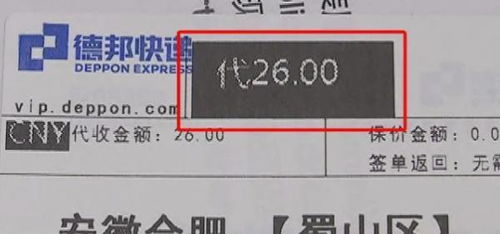 德邦快递
DEPPON EXPRESS
代26.00
vip.deppon.com
CNY 代收金额: 26.00
保价金额: 0.0
签单返回: 无需
安徽合肥 【蜀山区】